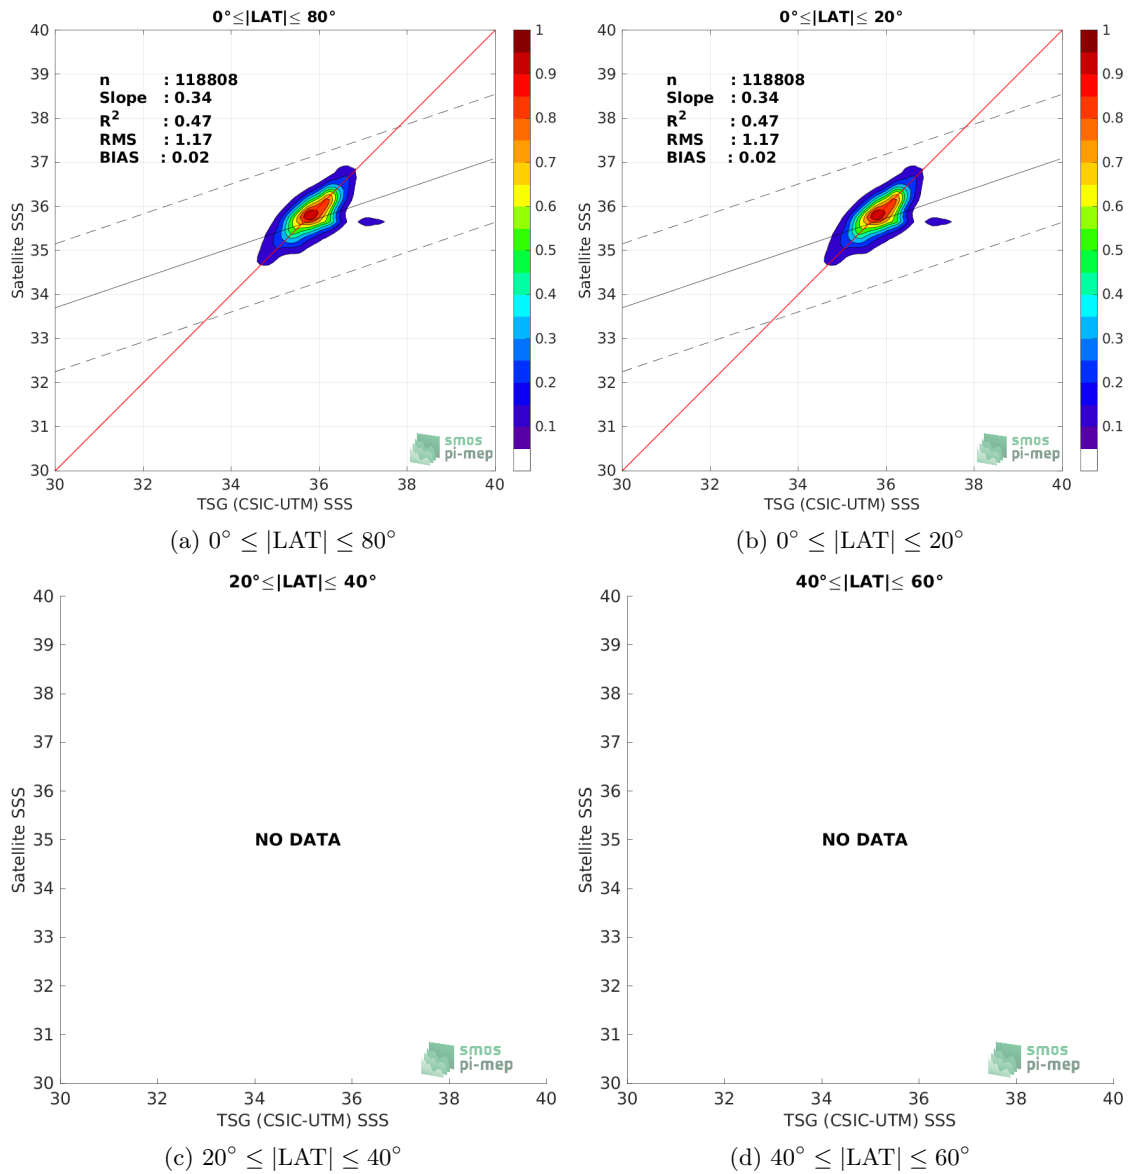 0°≤|LAT|≤ 80°
40
39
38
37
36
35
34
33
32
31
30
Satellite SSS
n : 118808
Slope : 0.34
R2 : 0.47
RMS : 1.17
BIAS : 0.02
smos
pi-mep
30 32 34 36 38 40
TSG (CSIC-UTM) SSS
1
0.9
0.8
0.7
0.6
0.5
0.4
0.3
0.2
0.1
(a) 0° ≤ |LAT| ≤ 80°
0°≤|LAT|≤ 20°
40
39
38
37
36
35
34
33
32
31
30
Satellite SSS
n : 118808
Slope : 0.34
R2 : 0.47
RMS : 1.17
BIAS : 0.02
smos
pi-mep
30 32 34 36 38 40
TSG (CSIC-UTM) SSS
1
0.9
0.8
0.7
0.6
0.5
0.4
0.3
0.2
0.1
(b) 0° ≤ |LAT| ≤ 20°
20°≤|LAT|≤ 40°
40
39
38
37
36
35
34
33
32
31
30
Satellite SSS
NO DATA
smos
pi-mep
30 32 34 36 38 40
TSG (CSIC-UTM) SSS
(c) 20° ≤ |LAT| ≤ 40°
40°≤|LAT|≤ 60°
40
39
38
37
36
35
34
33
32
31
30
Satellite SSS
NO DATA
smos
pi-mep
30 32 34 36 38 40
TSG (CSIC-UTM) SSS
(d) 40° ≤ |LAT| ≤ 60°